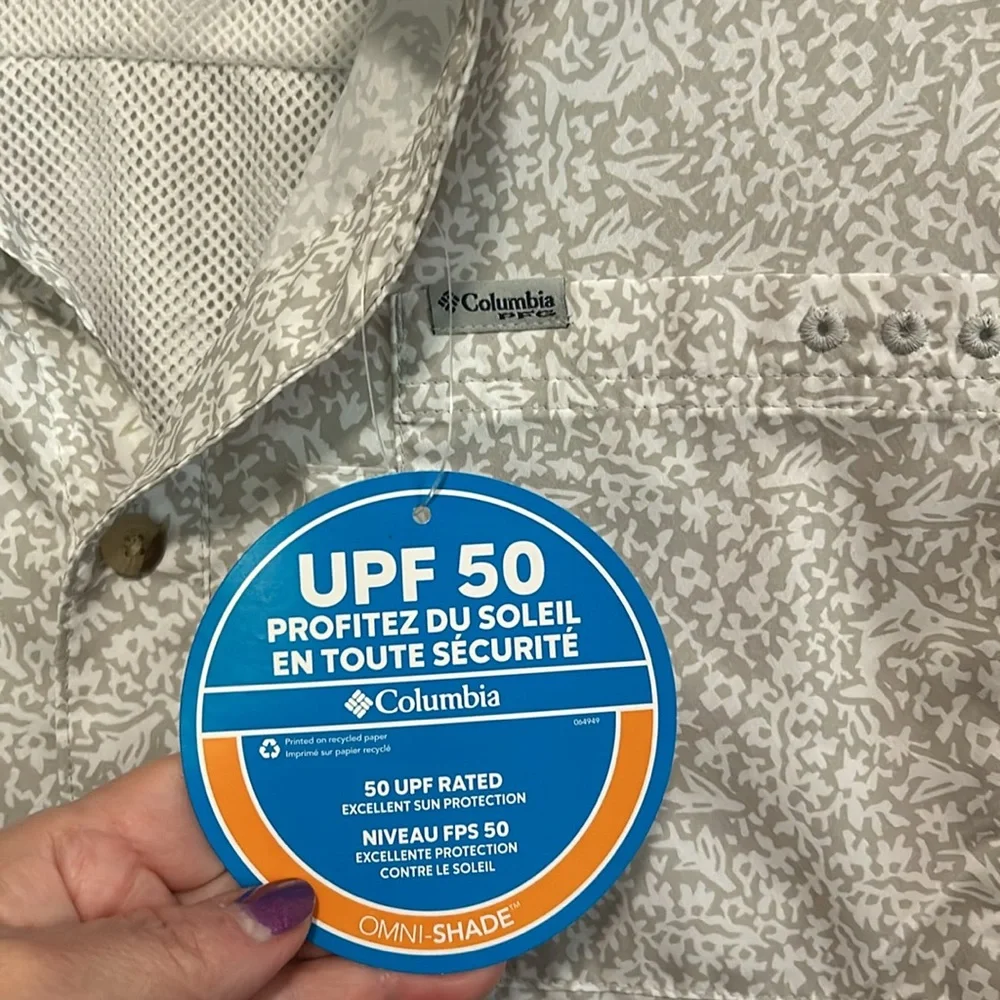 Columbia
PFG
UPF 50
PROFITEZ DU SOLEIL
EN TOUTE SÉCURITÉ
Columbia
064949
Printed on recycled paper
Imprimé sur papier recyclé
50 UPF RATED
EXCELLENT SUN PROTECTION
NIVEAU FPS 50
EXCELLENTE PROTECTION
CONTRE LE SOLEIL
OMNI-SHADE™